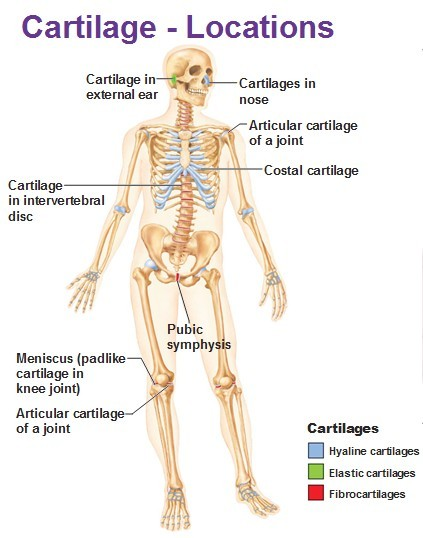 Cartilage - Locations
Cartilage in
external ear
Cartilages in
nose
Articular cartilage
of a joint
Costal cartilage
Cartilage
in intervertebral
disc
Pubic
symphysis
Meniscus (padlike
cartilage in
knee joint)
Articular cartilage
of a joint
Cartilages
Hyaline cartilages
Elastic cartilages
Fibrocartilages